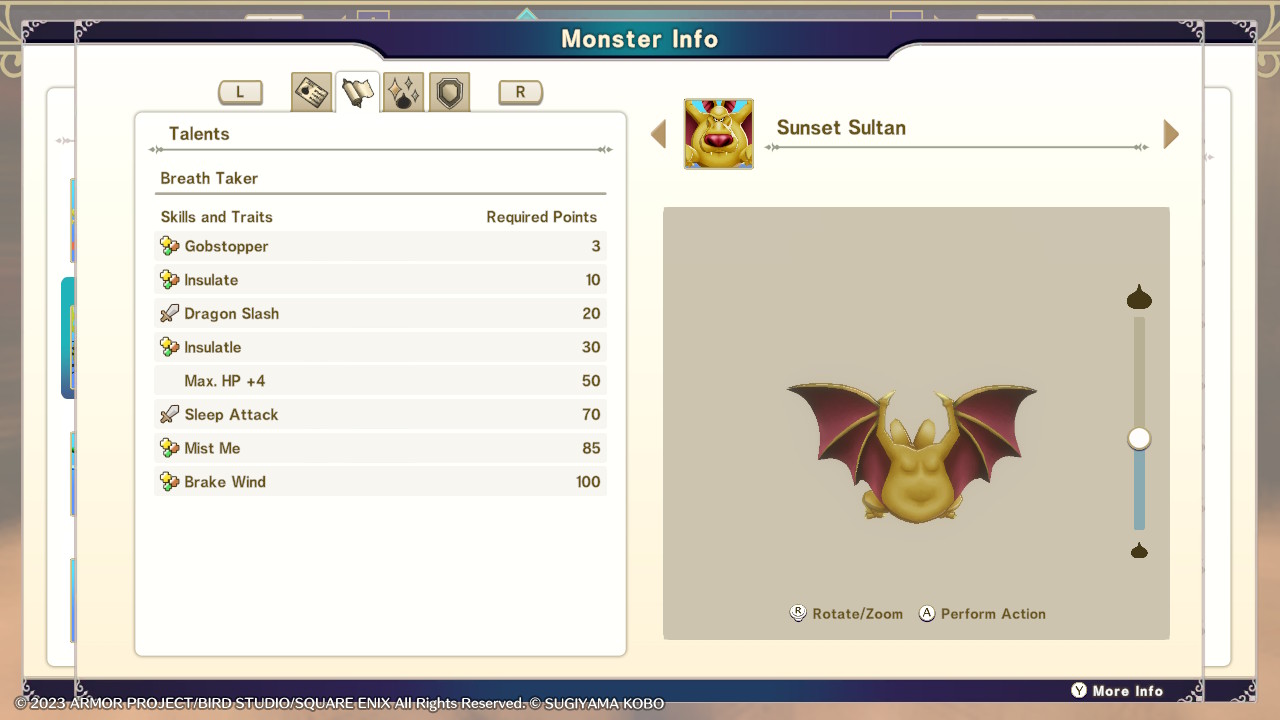 Monster Info
L
R
Talents
Breath Taker
Skills and Traits Required Points
Gobstopper 3
Insulate 10
Dragon Slash 20
Insulatle 30
Max. HP +4 50
Sleep Attack 70
Mist Me 85
Brake Wind 100
Sunset Sultan
R Rotate/Zoom A Perform Action
Y More Info
© 2023 ARMOR PROJECT/BIRD STUDIO/SQUARE ENIX All Rights Reserved. © SUGIYAMA KOBO